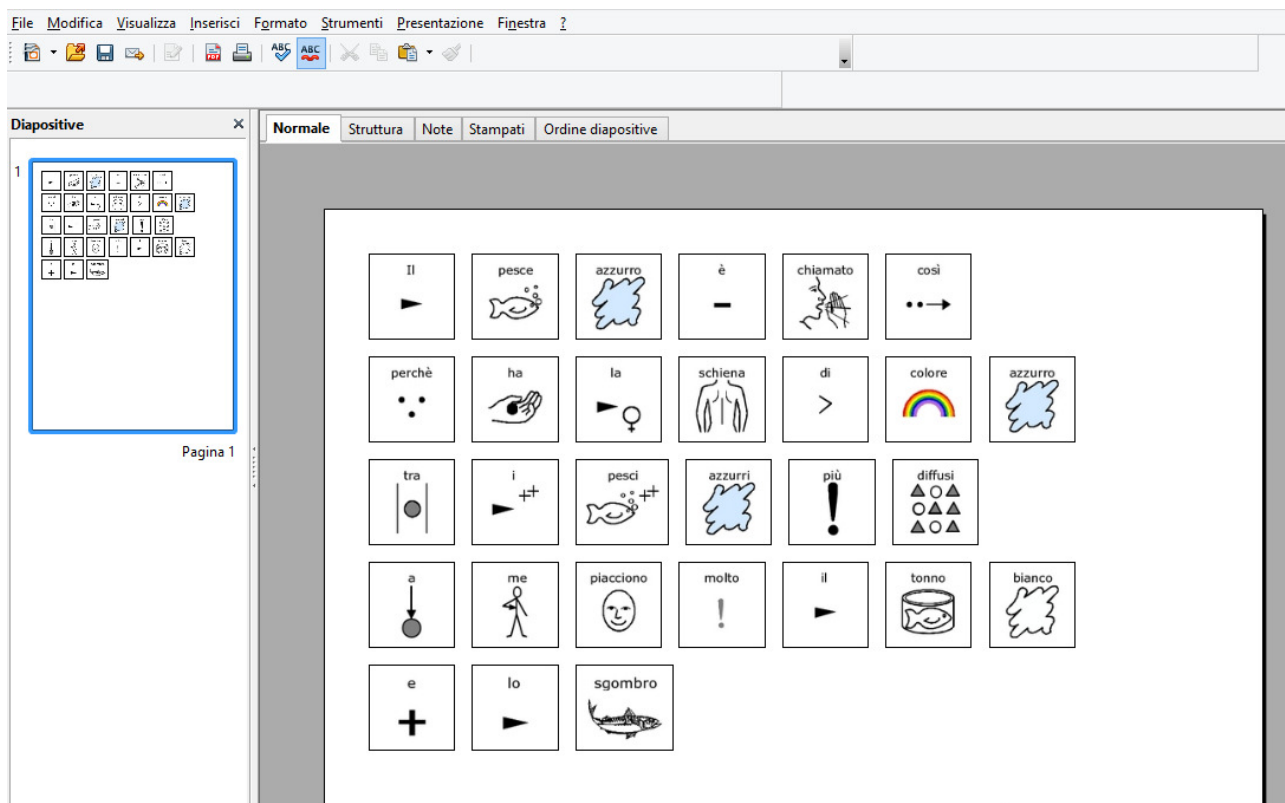 File Modifica Visualizza Inserisci Formato Strumenti Presentazione Finestra ?
Diapositive
Normale Struttura Note Stampati Ordine diapositive
1
Pagina 1
Il pesce azzurro è chiamato così
perchè ha la schiena di colore azzurro
tra i pesci azzurri più diffusi
a me piacciono molto il tonno bianco
e lo sgombro